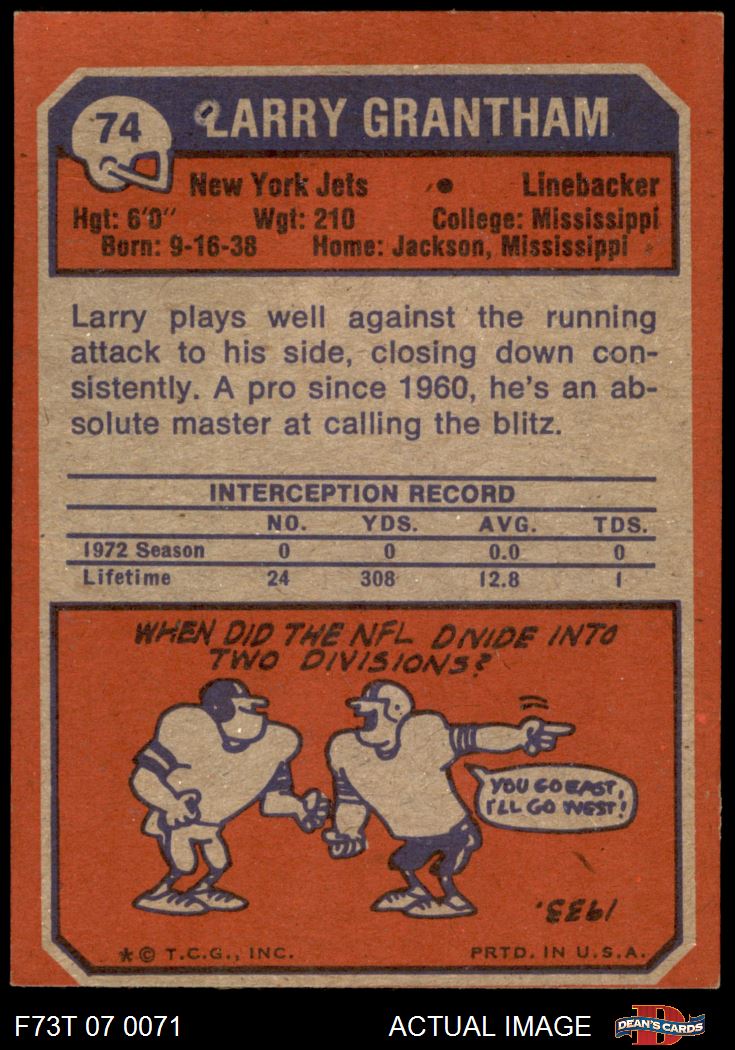 74
LARRY GRANTHAM
New York Jets • Linebacker
Hgt: 6'0" Wgt: 210 College: Mississippi
Born: 9-16-38 Home: Jackson, Mississippi
Larry plays well against the running
attack to his side, closing down con-
sistently. A pro since 1960, he's an ab-
solute master at calling the blitz.
INTERCEPTION RECORD
NO. YDS. AVG. TDS.
1972 Season 0 0 0.0 0
Lifetime 24 308 12.8 1
WHEN DID THE NFL DIVIDE INTO
TWO DIVISIONS?
YOU GO EAST,
I'LL GO WEST!
1933.
* © T.C.G., INC. PRTD. IN U.S.A.
F73T 07 0071 ACTUAL IMAGE
D
DEAN'S CARDS